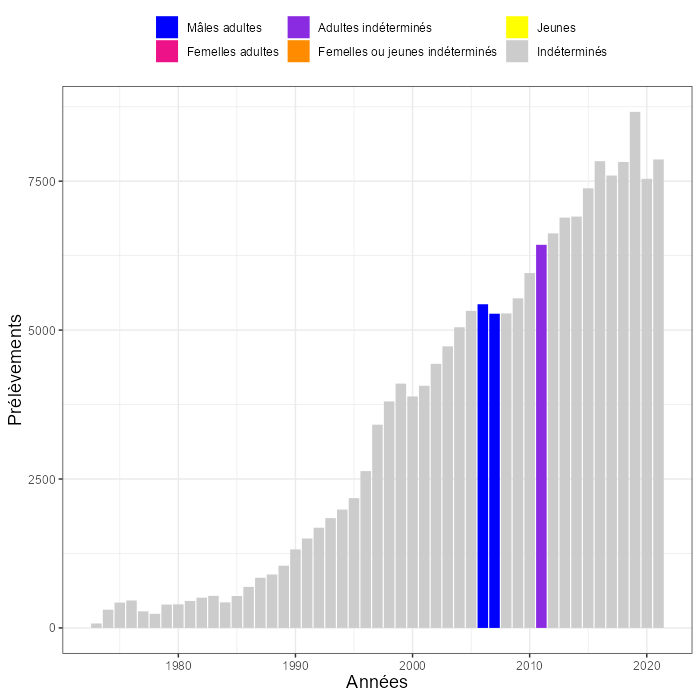 Mâles adultes Adultes indéterminés Jeunes
Femelles adultes Femelles ou jeunes indéterminés Indéterminés
7500
5000
2500
0
Prélèvements
1980 1990 2000 2010 2020
Années